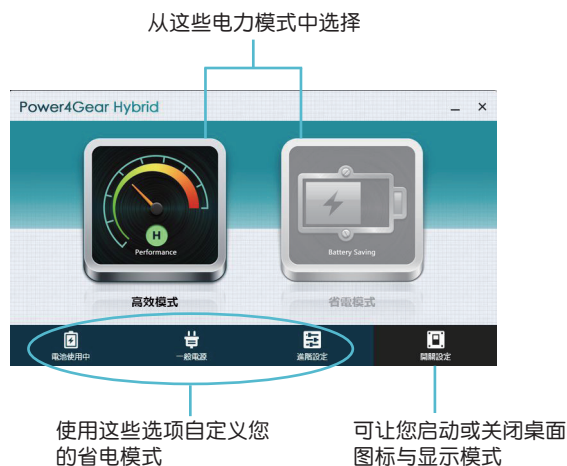 从这些电力模式中选择
Power4Gear Hybrid
H
Performance
Battery Saving
高效模式
省電模式
電池使用中
一般電源
進階設定
開關設定
使用这些选项自定义您
的省电模式
可让您启动或关闭桌面
图标与显示模式